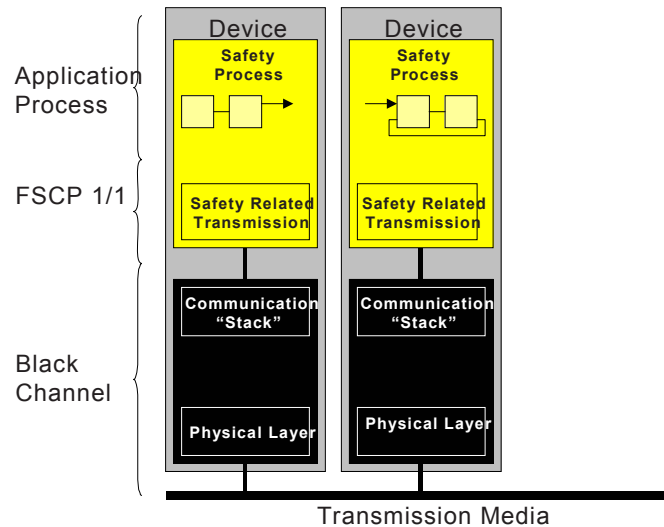 Device
Device
Application
Process
Safety
Process
Safety
Process
FSCP 1/1
Safety Related
Transmission
Safety Related
Transmission
Communication
“Stack”
Communication
“Stack”
Black
Channel
Physical Layer
Physical Layer
Transmission Media